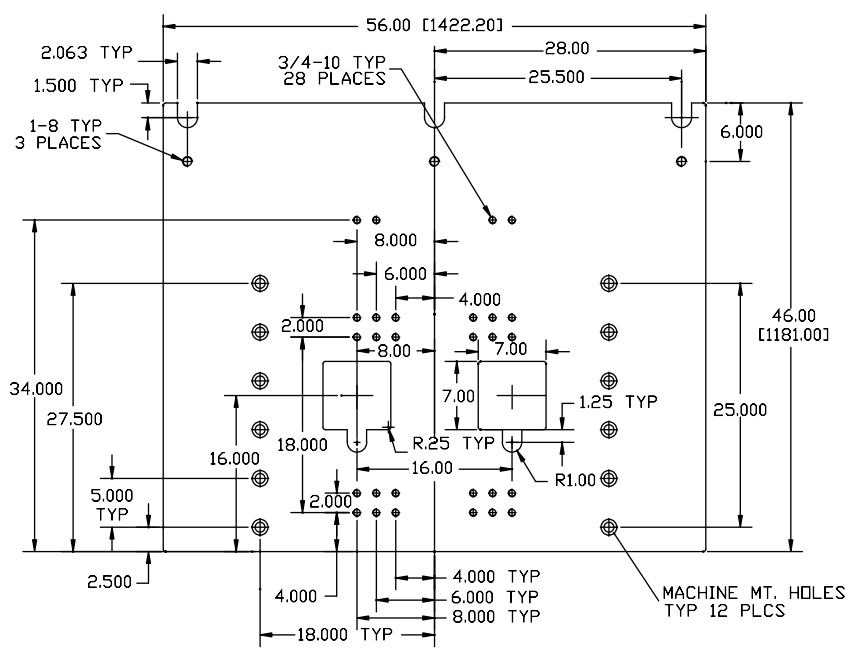 56.00 [1422.20]
28.00
2.063 TYP
3/4-10 TYP
28 PLACES
25.500
1.500 TYP
1-8 TYP
3 PLACES
6.000
8.000
6.000
4.000
2.000
46.00
[1181.00]
8.00
7.00
34.000
7.00
1.25 TYP
27.500
25.000
18.000
R.25 TYP
16.000
16.00
R1.00
5.000
TYP
2.000
2.500
4.000
4.000 TYP
6.000 TYP
8.000 TYP
MACHINE MT. HOLES
TYP 12 PLCS
18.000 TYP